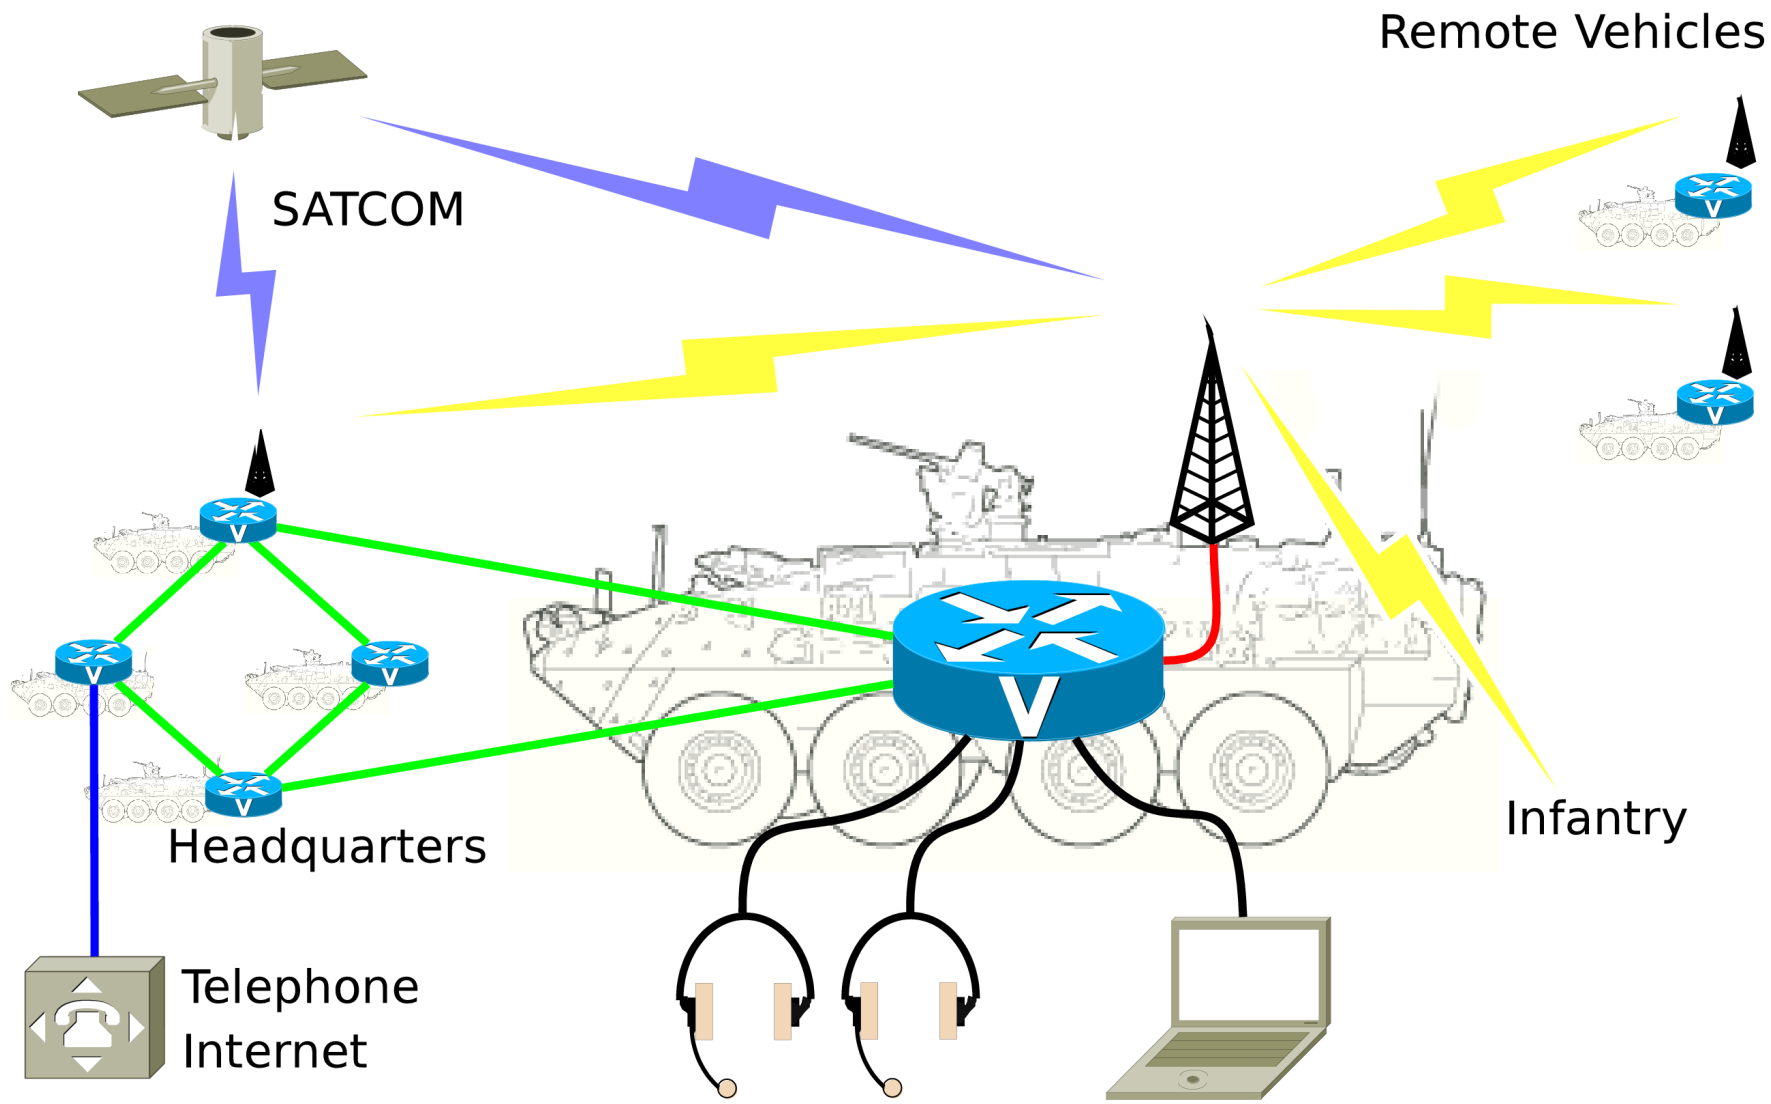 Remote Vehicles
SATCOM
V
V
V
V
V
V
V
Infantry
Headquarters
Telephone
Internet